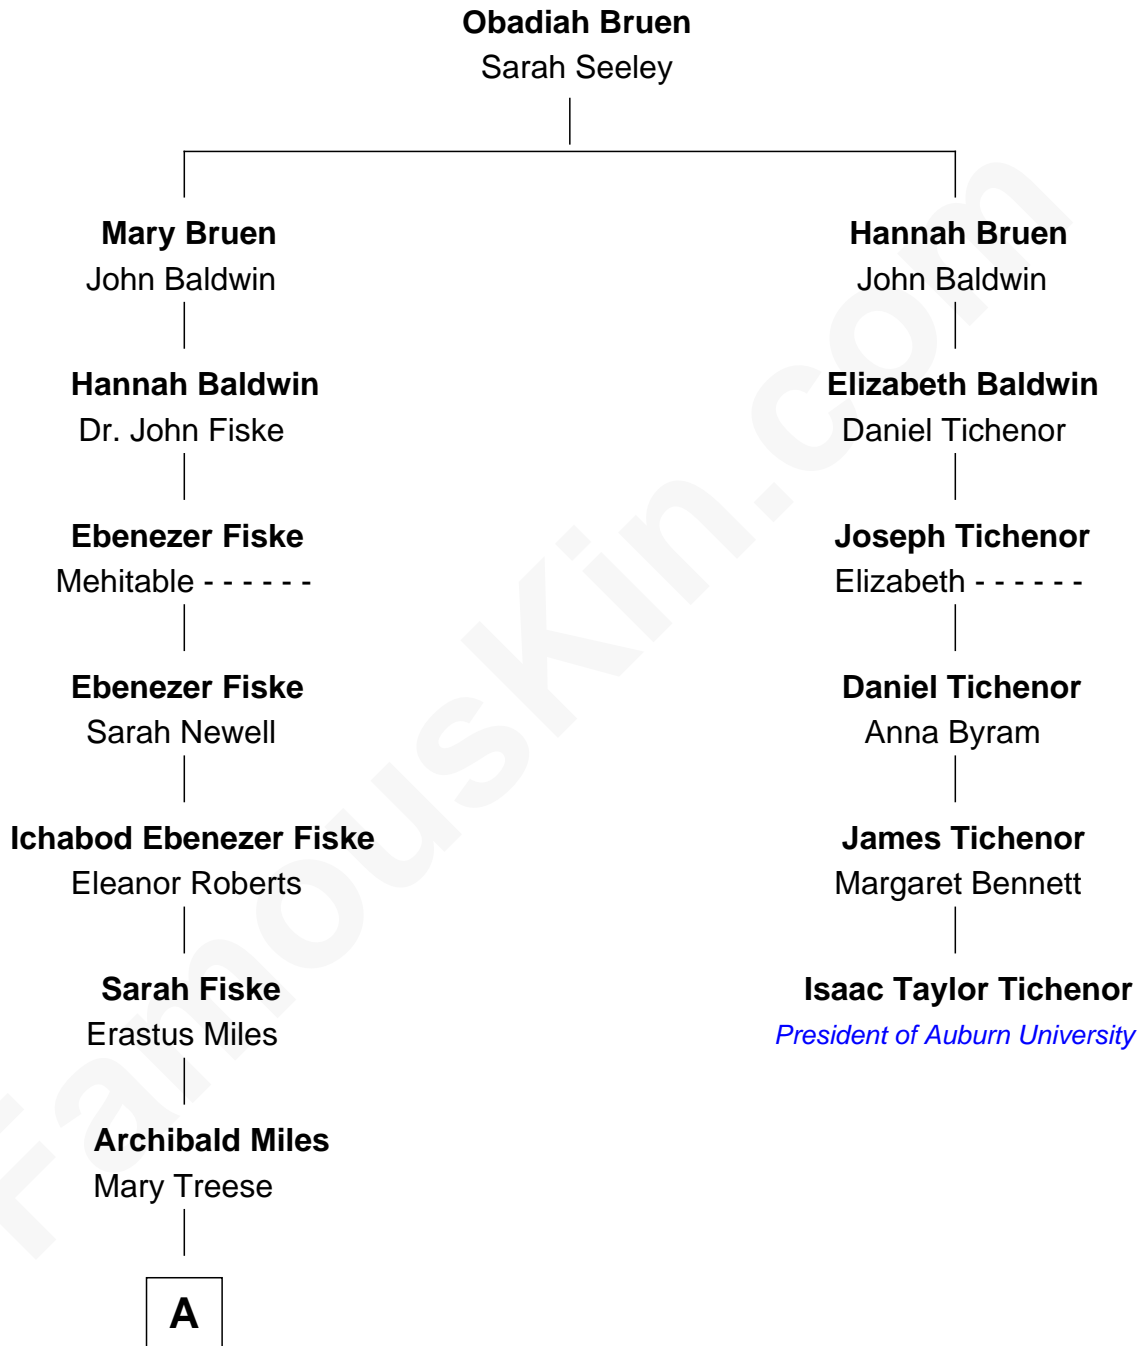 Obadiah Bruen
Sarah Seeley
Mary Bruen
John Baldwin
Hannah Bruen
John Baldwin
Hannah Baldwin
Dr. John Fiske
Elizabeth Baldwin
Daniel Tichenor
Ebenezer Fiske
Mehitable - - - - - -
Joseph Tichenor
Elizabeth - - - - - -
Ebenezer Fiske
Sarah Newell
Daniel Tichenor
Anna Byram
Ichabod Ebenezer Fiske
Eleanor Roberts
James Tichenor
Margaret Bennett
Sarah Fiske
Erastus Miles
Isaac Taylor Tichenor
President of Auburn University
Archibald Miles
Mary Treese
A
FamousKin.com